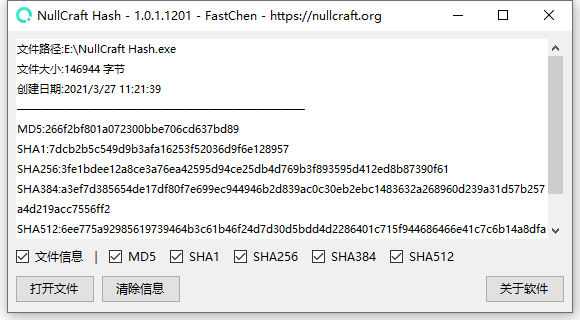 NullCraft Hash - 1.0.1.1201 - FastChen - https://nullcraft.org
文件路径:E:\NullCraft Hash.exe
文件大小:146944 字节
创建日期:2021/3/27 11:21:39
————————————————————————
MD5:266f2bf801a072300bbe706cd637bd89
SHA1:7dcb2b5c549d9b3afa16253f52036d9f6e128957
SHA256:3fe1bdee12a8ce3a76ea42595d94ce25db4d769b3f893595d412ed8b87390f61
SHA384:a3ef7d385654de17df80f7e699ec944946b2d839ac0c30eb2ebc1483632a268960d239a31d57b257
a4d219acc7556ff2
SHA512:6ee775a92985619739464b3c61b46f24d7d30d5bdd4d2286401c715f944686466e41c7c6b14a8dfa
文件信息 | MD5 SHA1 SHA256 SHA384 SHA512
打开文件 清除信息 关于软件